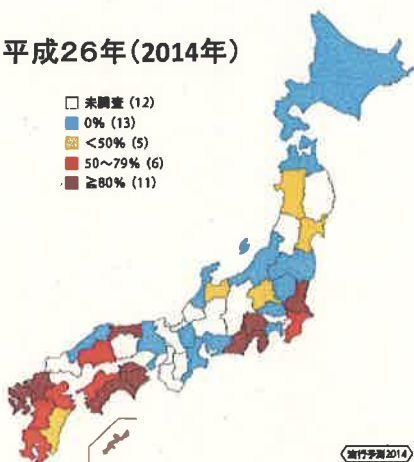 平成26年(2014年)
未調査 (12)
0% (13)
<50% (5)
50〜79% (6)
≧80% (11)
流行予測2014